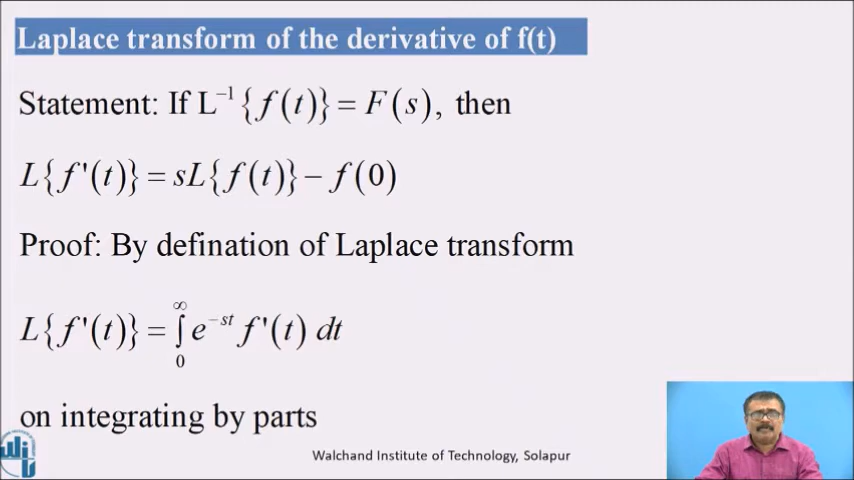 Laplace transform of the derivative of f(t)
Statement: If L⁻¹{f(t)} = F(s), then
L{f'(t)} = sL{f(t)} − f(0)
Proof: By defination of Laplace transform
L{f'(t)} = ∫₀^∞ e^{−st} f'(t) dt
on integrating by parts
Walchand Institute of Technology, Solapur